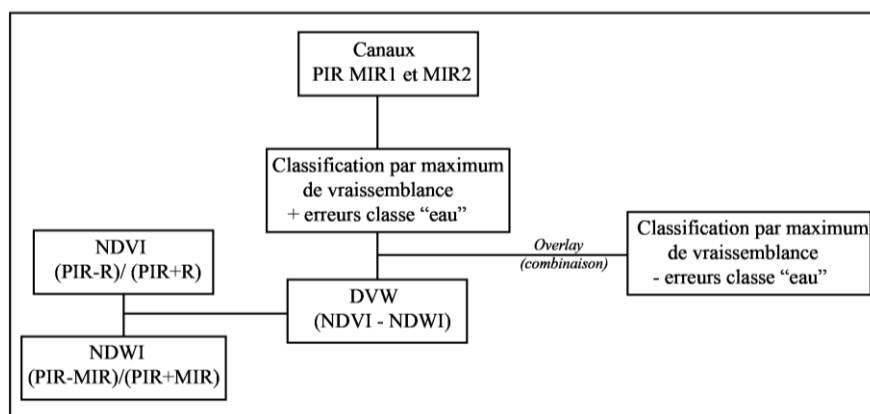 Canaux
PIR MIR1 et MIR2
Classification par maximum
de vraissemblance
+ erreurs classe “eau”
NDVI
(PIR-R)/ (PIR+R)
Overlay
(combinaison)
Classification par maximum
de vraissemblance
- erreurs classe “eau”
DVW
(NDVI - NDWI)
NDWI
(PIR-MIR)/(PIR+MIR)